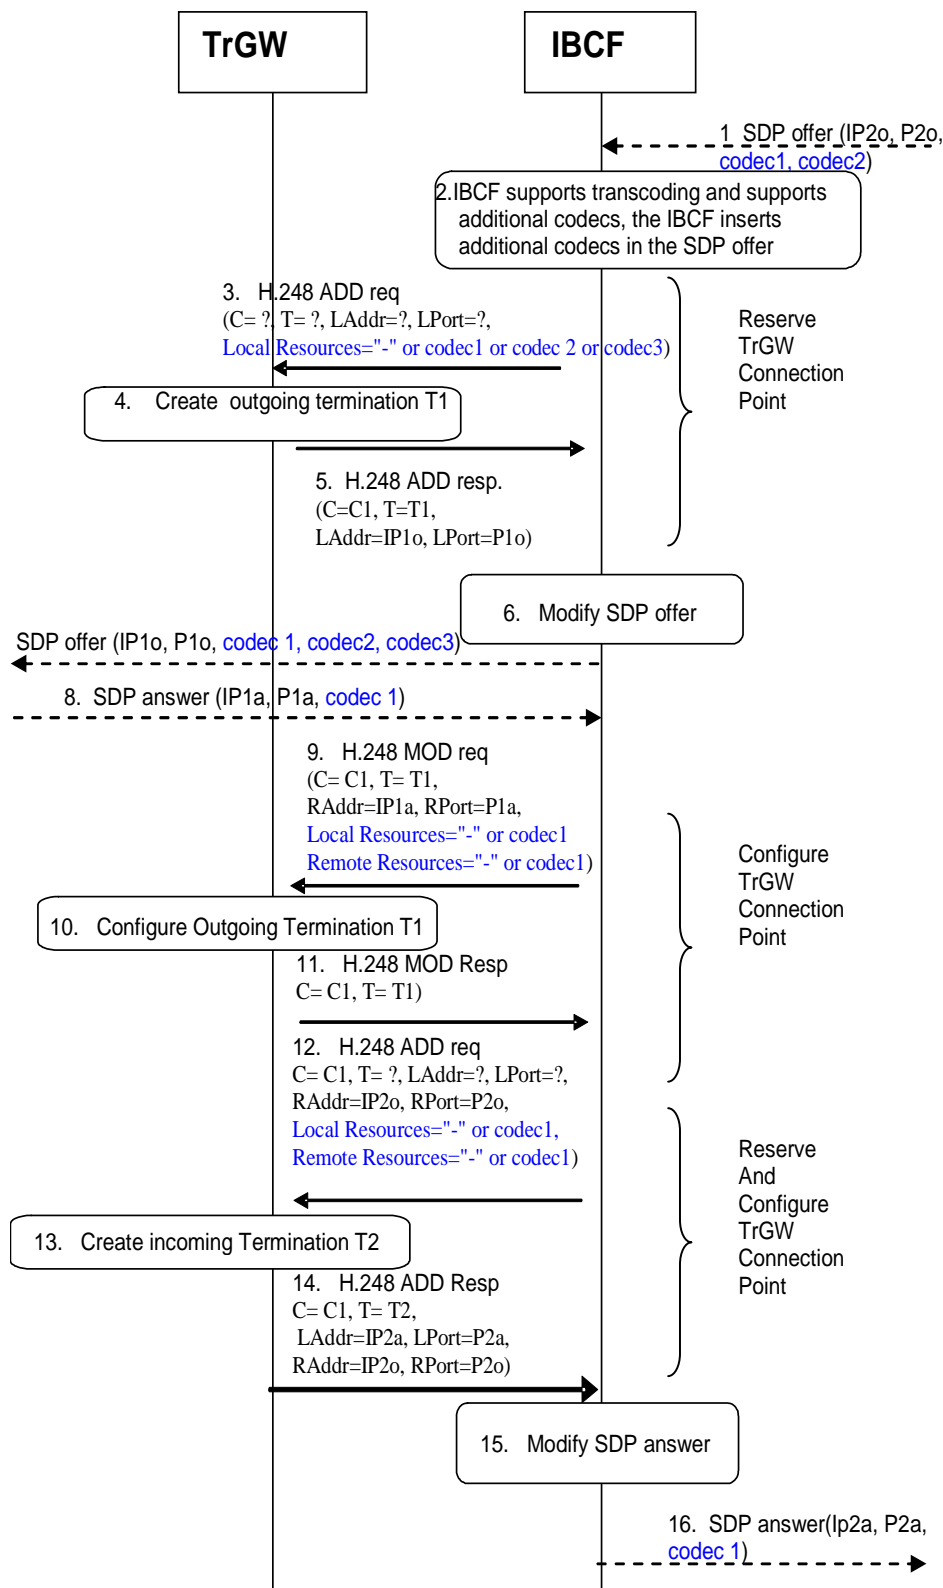 TrGW
IBCF
1 SDP offer (IP2o, P2o,
codec1, codec2)
2.IBCF supports transcoding and supports
additional codecs, the IBCF inserts
additional codecs in the SDP offer
3. H.248 ADD req
(C= ?, T= ?, LAddr=?, LPort=?,
Local Resources="-" or codec1 or codec 2 or codec3)
Reserve
TrGW
Connection
Point
4. Create outgoing termination T1
5. H.248 ADD resp.
(C=C1, T=T1,
LAddr=IP1o, LPort=P1o)
6. Modify SDP offer
SDP offer (IP1o, P1o, codec 1, codec2, codec3)
8. SDP answer (IP1a, P1a, codec 1)
9. H.248 MOD req
(C= C1, T= T1,
RAddr=IP1a, RPort=P1a,
Local Resources="-" or codec1
Remote Resources="-" or codec1)
Configure
TrGW
Connection
Point
10. Configure Outgoing Termination T1
11. H.248 MOD Resp
C= C1, T= T1)
12. H.248 ADD req
C= C1, T= ?, LAddr=?, LPort=?,
RAddr=IP2o, RPort=P2o,
Local Resources="-" or codec1,
Remote Resources="-" or codec1)
Reserve
And
Configure
TrGW
Connection
Point
13. Create incoming Termination T2
14. H.248 ADD Resp
C= C1, T= T2,
LAddr=IP2a, LPort=P2a,
RAddr=IP2o, RPort=P2o)
15. Modify SDP answer
16. SDP answer(Ip2a, P2a,
codec 1)